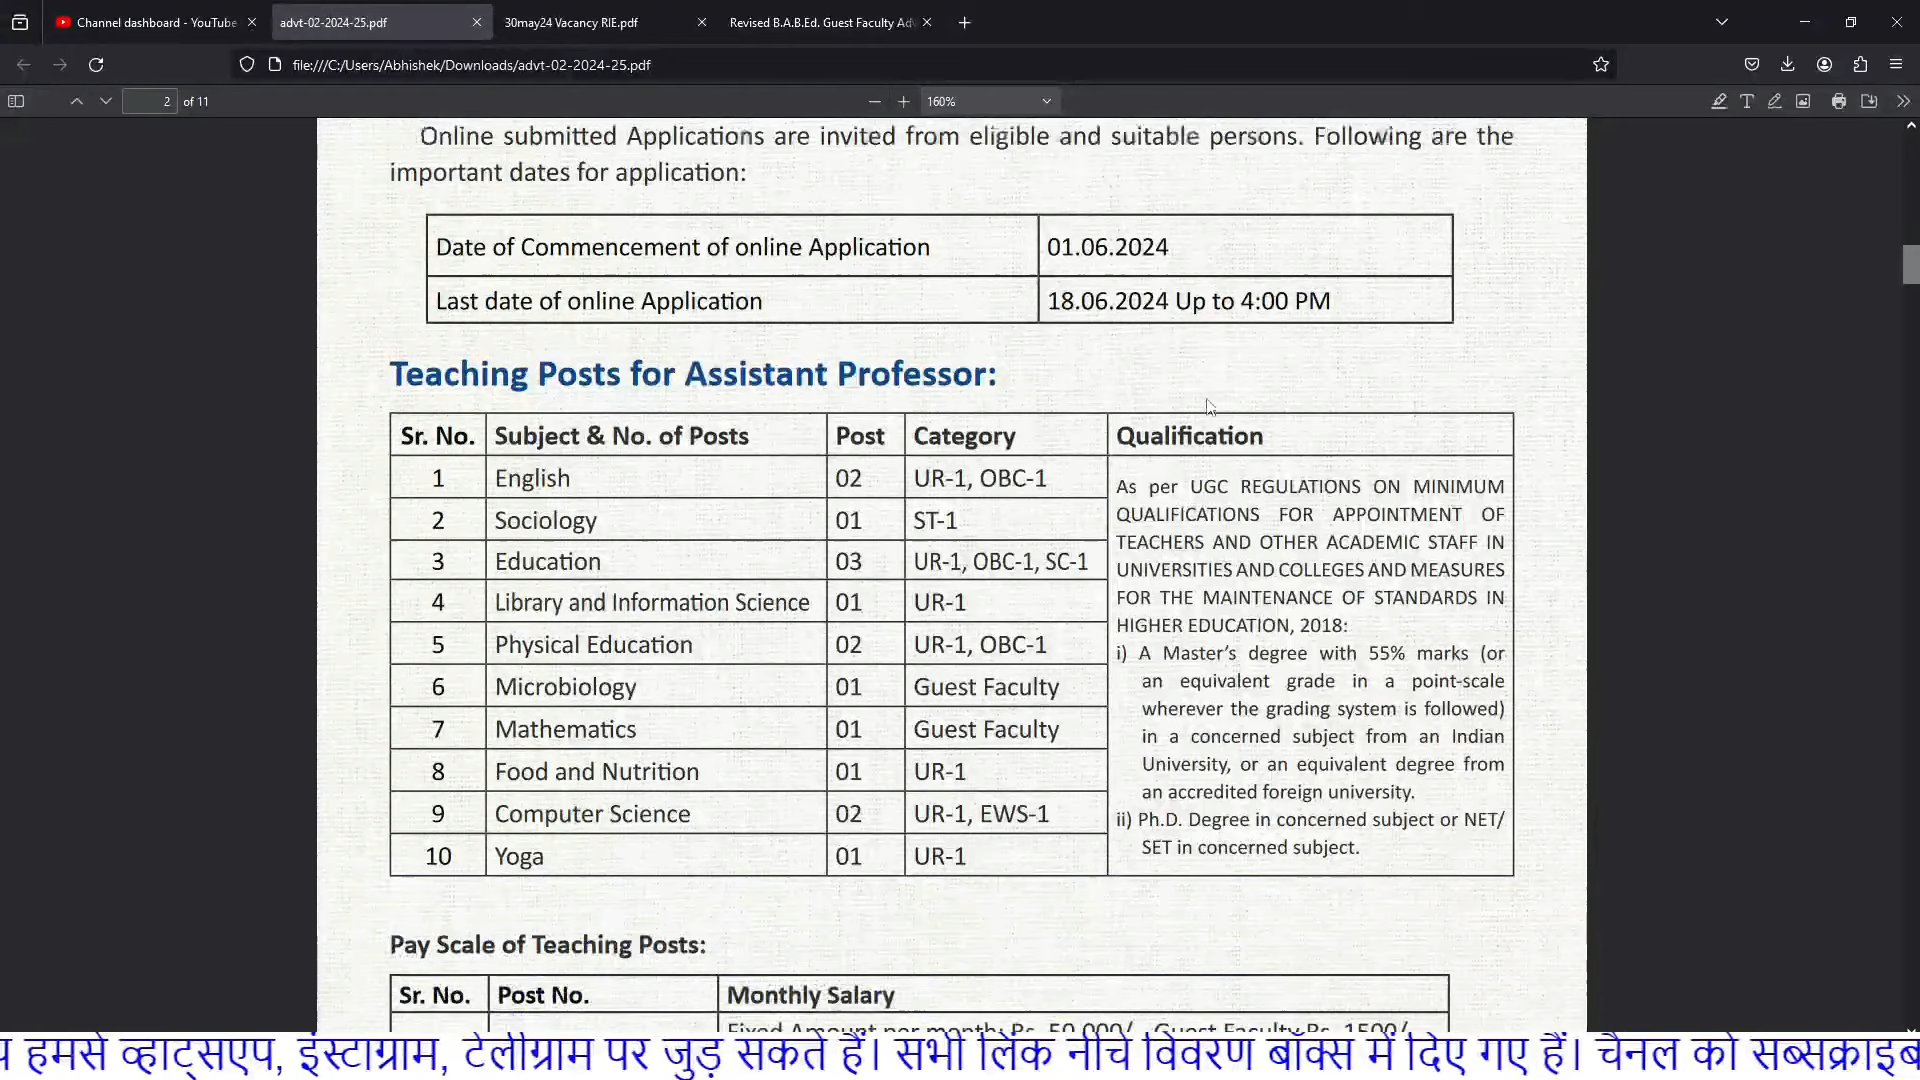 Channel dashboard - YouTube
advt-02-2024-25.pdf
30may24 Vacancy RIE.pdf
Revised B.A.B.Ed. Guest Faculty Adv
file:///C:/Users/Abhishek/Downloads/advt-02-2024-25.pdf
2 of 11
160%
Online submitted Applications are invited from eligible and suitable persons. Following are the
important dates for application:
Date of Commencement of online Application 01.06.2024
Last date of online Application 18.06.2024 Up to 4:00 PM
Teaching Posts for Assistant Professor:
Sr. No. Subject & No. of Posts Post Category Qualification
1 English 02 UR-1, OBC-1
2 Sociology 01 ST-1
3 Education 03 UR-1, OBC-1, SC-1
4 Library and Information Science 01 UR-1
5 Physical Education 02 UR-1, OBC-1
6 Microbiology 01 Guest Faculty
7 Mathematics 01 Guest Faculty
8 Food and Nutrition 01 UR-1
9 Computer Science 02 UR-1, EWS-1
10 Yoga 01 UR-1
As per UGC REGULATIONS ON MINIMUM
QUALIFICATIONS FOR APPOINTMENT OF
TEACHERS AND OTHER ACADEMIC STAFF IN
UNIVERSITIES AND COLLEGES AND MEASURES
FOR THE MAINTENANCE OF STANDARDS IN
HIGHER EDUCATION, 2018:
i) A Master's degree with 55% marks (or
an equivalent grade in a point-scale
wherever the grading system is followed)
in a concerned subject from an Indian
University, or an equivalent degree from
an accredited foreign university.
ii) Ph.D. Degree in concerned subject or NET/
SET in concerned subject.
Pay Scale of Teaching Posts:
Sr. No. Post No. Monthly Salary
Fixed Amount per month: Rs. 50,000/- Guest Faculty Rs. 1500/-
हमसे व्हाट्सएप, इंस्टाग्राम, टेलीग्राम पर जुड़ सकते हैं। सभी लिंक नीचे विवरण बॉक्स में दिए गए हैं। चैनल को सब्सक्राइब